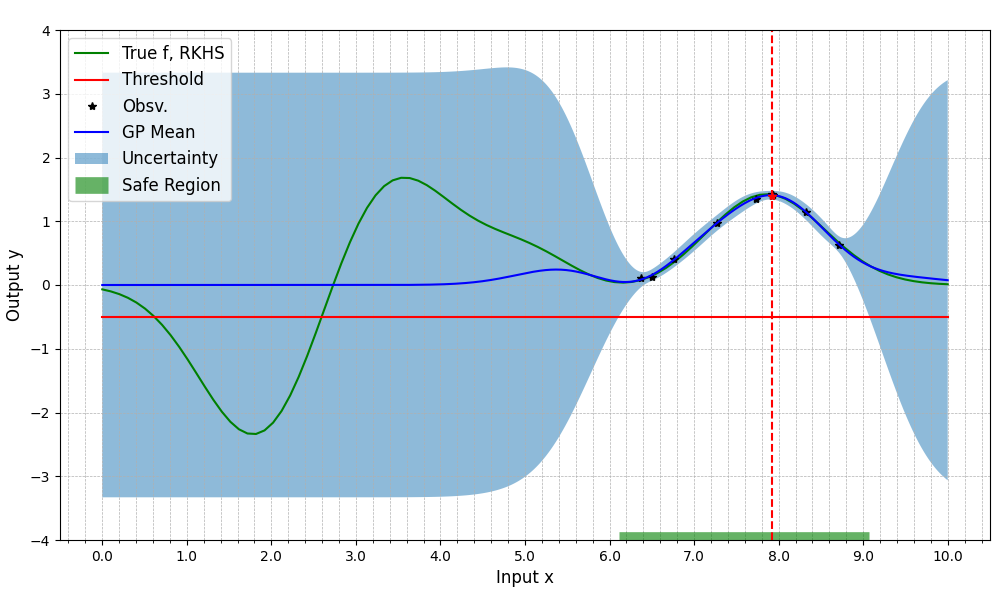 True f, RKHS
Threshold
Obsv.
GP Mean
Uncertainty
Safe Region
Output y
4
3
2
1
0
−1
−2
−3
−4
0.0 1.0 2.0 3.0 4.0 5.0 6.0 7.0 8.0 9.0 10.0
Input x